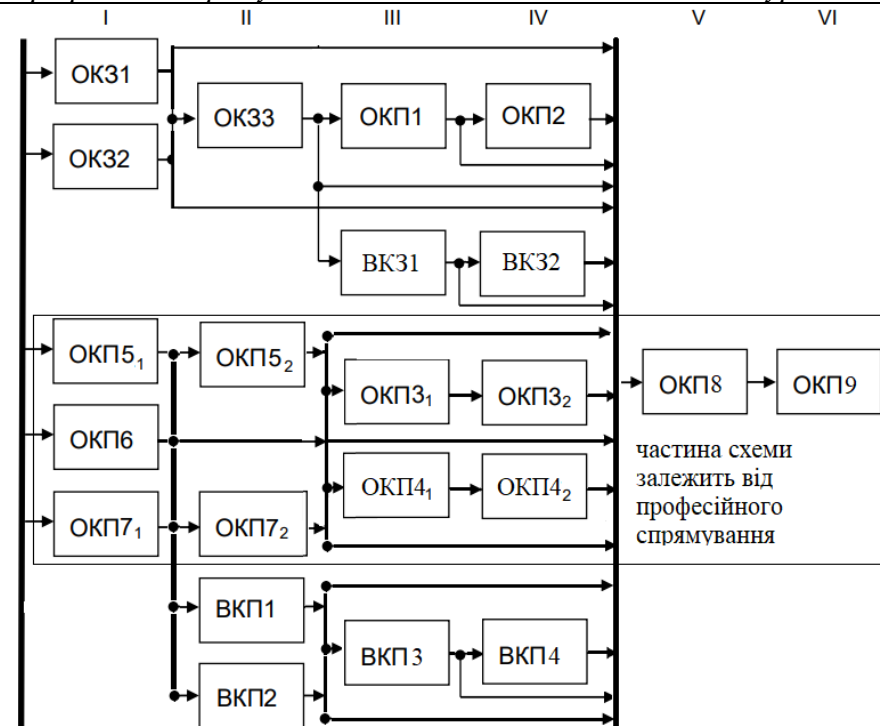 I II III IV V VI
ОКЗ1
ОКЗ3 ОКП1 ОКП2
ОКЗ2
ВКЗ1 ВКЗ2
ОКП5₁ ОКП5₂
ОКП3₁ ОКП3₂ ОКП8 ОКП9
ОКП6
частина схеми
залежить від
професійного
спрямування
ОКП4₁ ОКП4₂
ОКП7₁ ОКП7₂
ВКП1
ВКП3 ВКП4
ВКП2